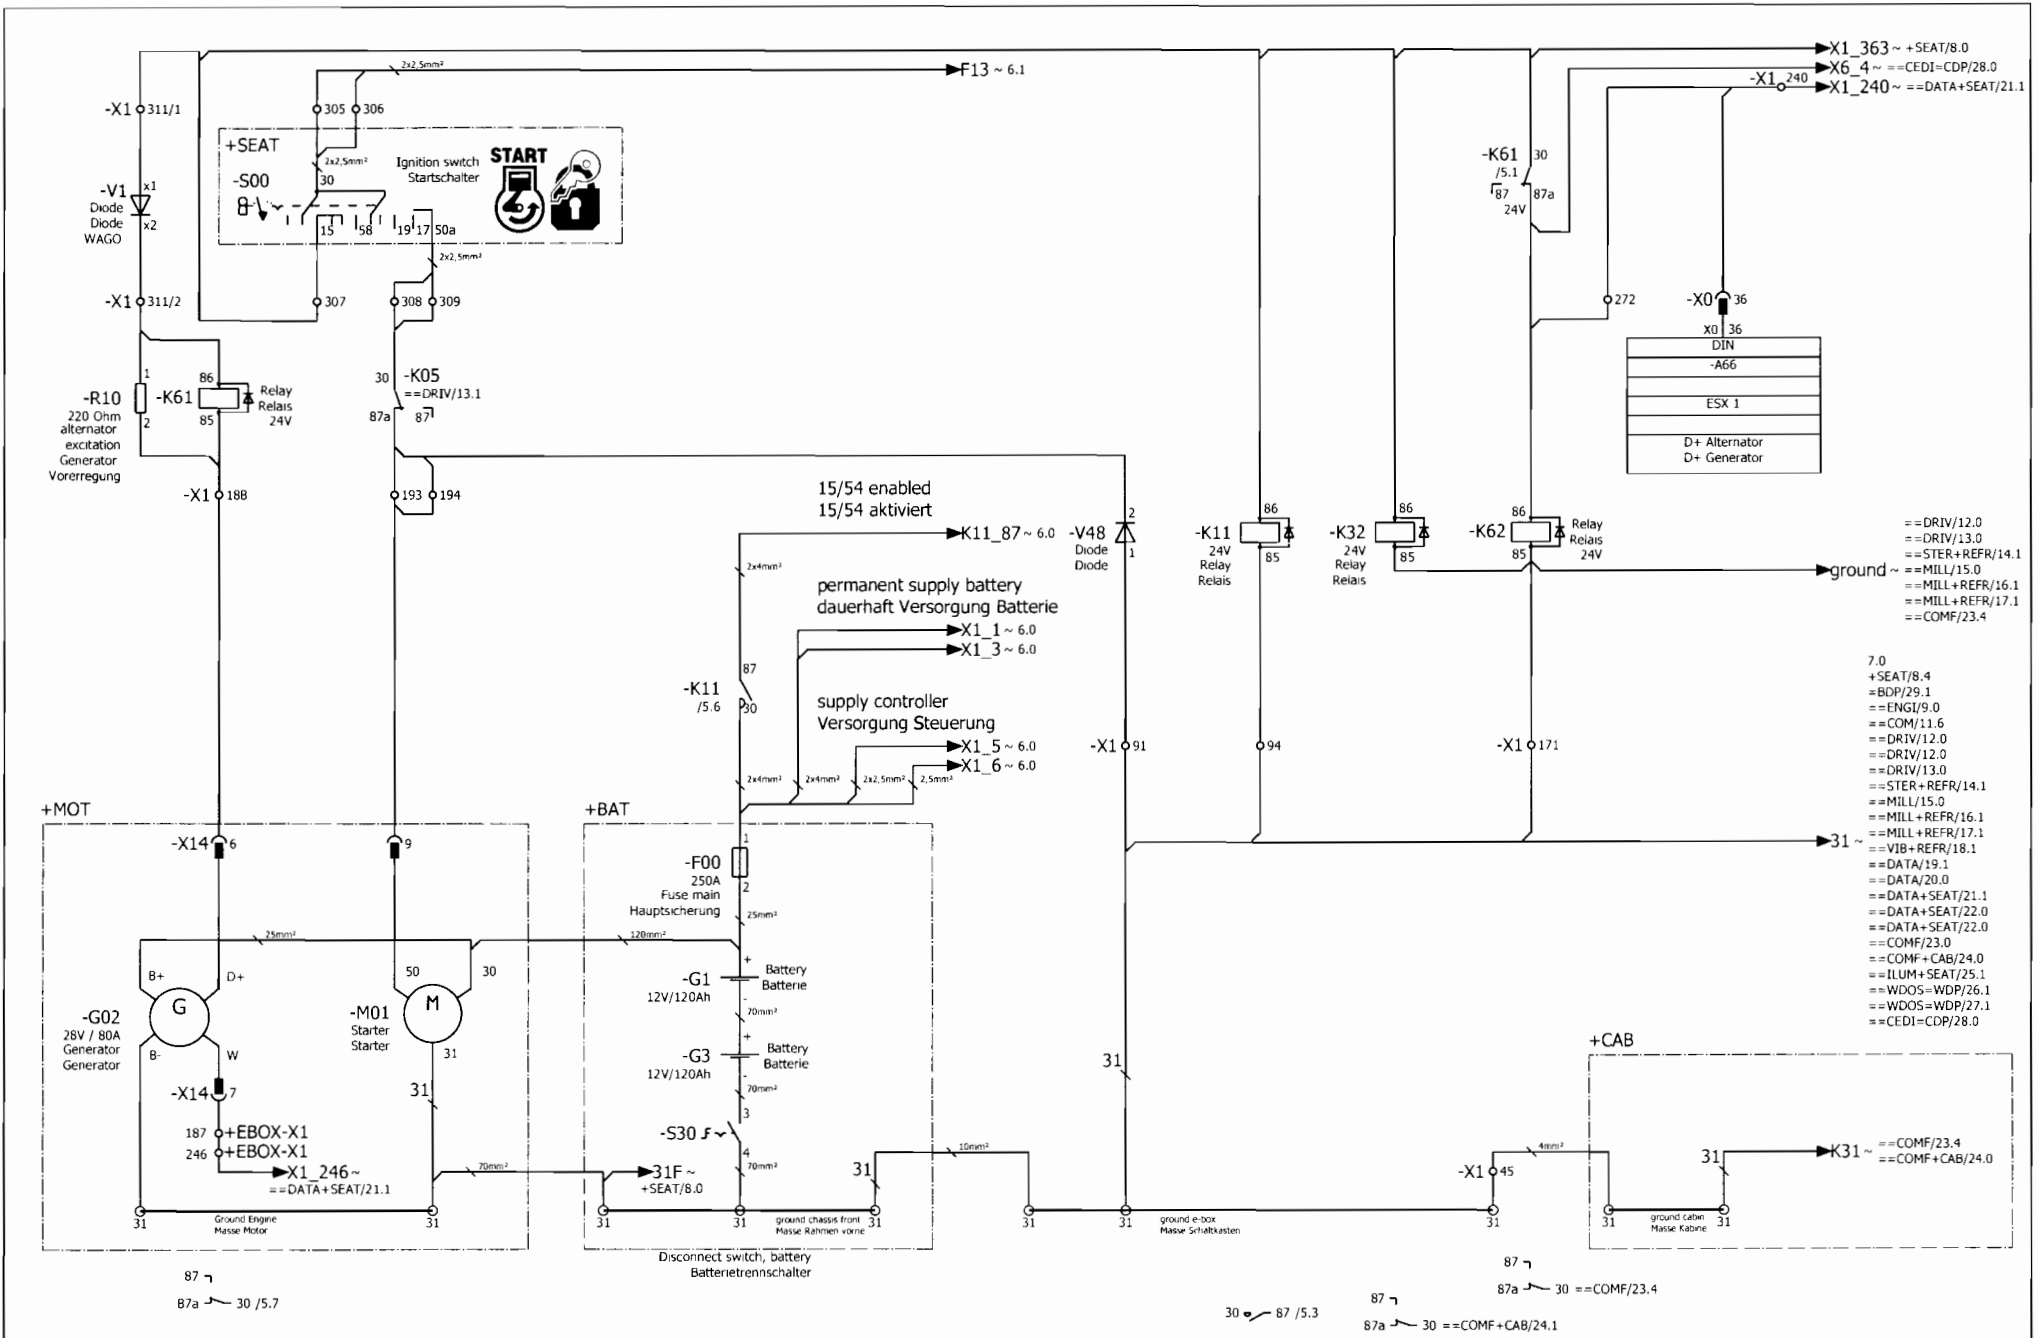 X1_363 ~ +SEAT/8.0
X6_4 ~ ==CEDI=CDP/28.0
-X1 240
X1_240 ~ ==DATA+SEAT/21.1
2x2,5mm²
F13 ~ 6.1
-X1 311/1
305
306
+SEAT
2x2,5mm²
30
-S00
Ignition switch
Startschalter
START
15
58
19
17
50a
2x2,5mm²
-V1
x1
Diode
Diode
x2
WAGO
-K61
/5.1
30
87
87a
24V
-X1 311/2
307
308
309
272
-X0 36
X0 36
DIN
-A66
ESX 1
D+ Alternator
D+ Generator
1
-R10
2
220 Ohm
alternator
excitation
Generator
Vorerregung
86
-K61
85
Relay
Relais
24V
30
-K05
==DRIV/13.1
87a
87
-X1 188
193
194
15/54 enabled
15/54 aktiviert
K11_87 ~ 6.0
-V48
Diode
Diode
2
1
86
-K11
24V
Relay
Relais
85
86
-K32
24V
Relay
Relais
85
86
-K62
85
Relay
Relais
24V
ground ~
==DRIV/12.0
==DRIV/13.0
==STER+REFR/14.1
==MILL/15.0
==MILL+REFR/16.1
==MILL+REFR/17.1
==COMF/23.4
2x4mm²
permanent supply battery
dauerhaft Versorgung Batterie
X1_1 ~ 6.0
X1_3 ~ 6.0
87
-K11
/5.6
30
supply controller
Versorgung Steuerung
X1_5 ~ 6.0
X1_6 ~ 6.0
2x4mm²
2x4mm²
2x2,5mm²
2,5mm²
-X1 91
94
-X1 171
31 ~
7.0
+SEAT/8.4
=BDP/29.1
==ENGI/9.0
==COM/11.6
==DRIV/12.0
==DRIV/12.0
==DRIV/13.0
==STER+REFR/14.1
==MILL/15.0
==MILL+REFR/16.1
==MILL+REFR/17.1
==VIB+REFR/18.1
==DATA/19.1
==DATA/20.0
==DATA+SEAT/21.1
==DATA+SEAT/22.0
==DATA+SEAT/22.0
==COMF/23.0
==COMF+CAB/24.0
==ILUM+SEAT/25.1
==WDOS=WDP/26.1
==WDOS=WDP/27.1
==CEDI=CDP/28.0
+MOT
-X14 6
9
25mm²
B+
D+
G
-G02
28V / 80A
Generator
Generator
B-
W
50
30
M
-M01
Starter
Starter
31
31
-X14 7
187 +EBOX-X1
246 +EBOX-X1
X1_246 ~
==DATA+SEAT/21.1
31
Ground Engine
Masse Motor
31
+BAT
1
-F00
250A
2
Fuse main
Hauptsicherung
25mm²
120mm²
+
-G1
12V/120Ah
-
Battery
Batterie
70mm²
+
-G3
12V/120Ah
-
Battery
Batterie
70mm²
3
-S30
4
70mm²
70mm²
31F ~
+SEAT/8.0
31
10mm²
31
31
ground chassis front
Masse Rahmen vorne
31
Disconnect switch, battery
Batterietrennschalter
31
31
31
ground e-box
Masse Schaltkasten
-X1 45
31
4mm²
+CAB
31
K31 ~
==COMF/23.4
==COMF+CAB/24.0
31
ground cabin
Masse Kabine
31
87
87a 30 /5.7
30 87 /5.3
87
87a 30 ==COMF+CAB/24.1
87
87a 30 ==COMF/23.4